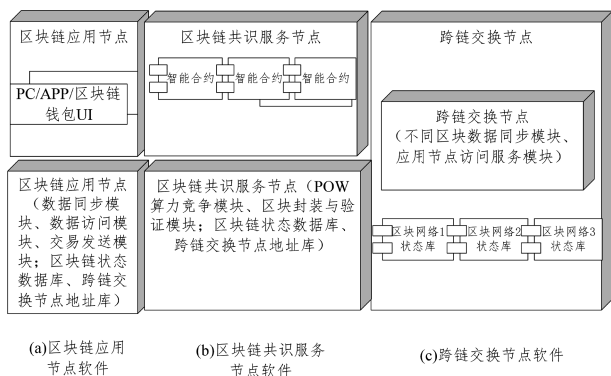 区块链应用节点
PC/APP/区块链
钱包UI
区块链应用节点
(数据同步模
块、数据访问模
块、交易发送模
块；区块链状态
数据库、跨链交
换节点地址库)
(a)区块链应用
节点软件
区块链共识服务节点
智能合约
智能合约
智能合约
区块链共识服务节点（POW
算力竞争模块、区块封装与验
证模块；区块链状态数据库、
跨链交换节点地址库）
(b)区块链共识服务
节点软件
跨链交换节点
跨链交换节点
(不同区块数据同步模块、
应用节点访问服务模块)
区块网络1
状态库
区块网络2
状态库
区块网络3
状态库
(c)跨链交换节点软件